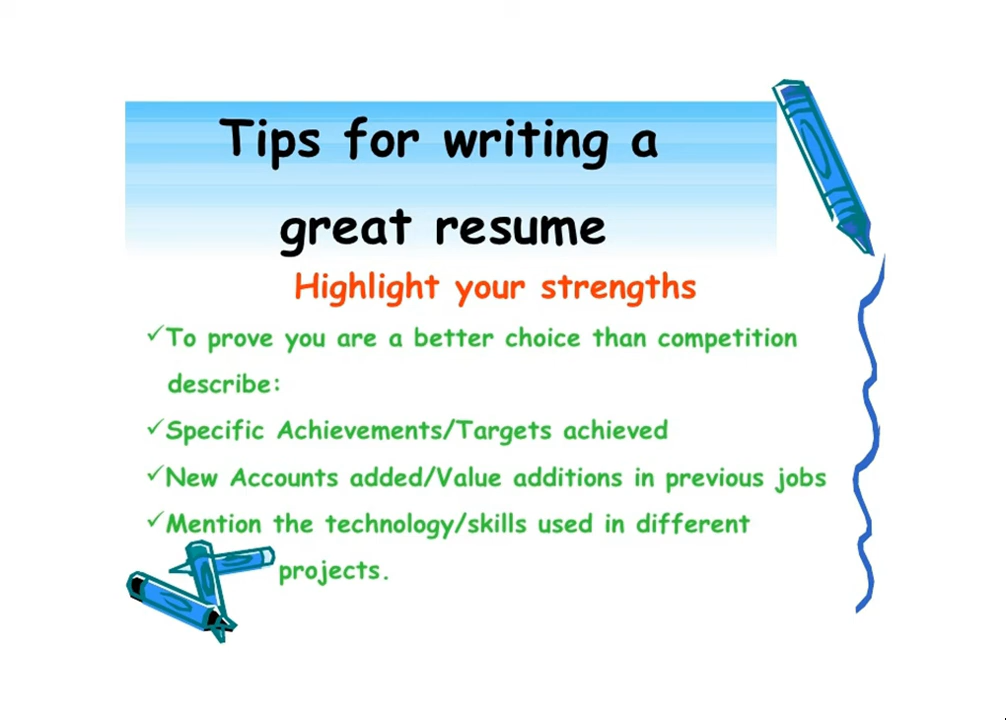 Tips for writing a
great resume
Highlight your strengths
✓To prove you are a better choice than competition
describe:
✓Specific Achievements/Targets achieved
✓New Accounts added/Value additions in previous jobs
✓Mention the technology/skills used in different
projects.